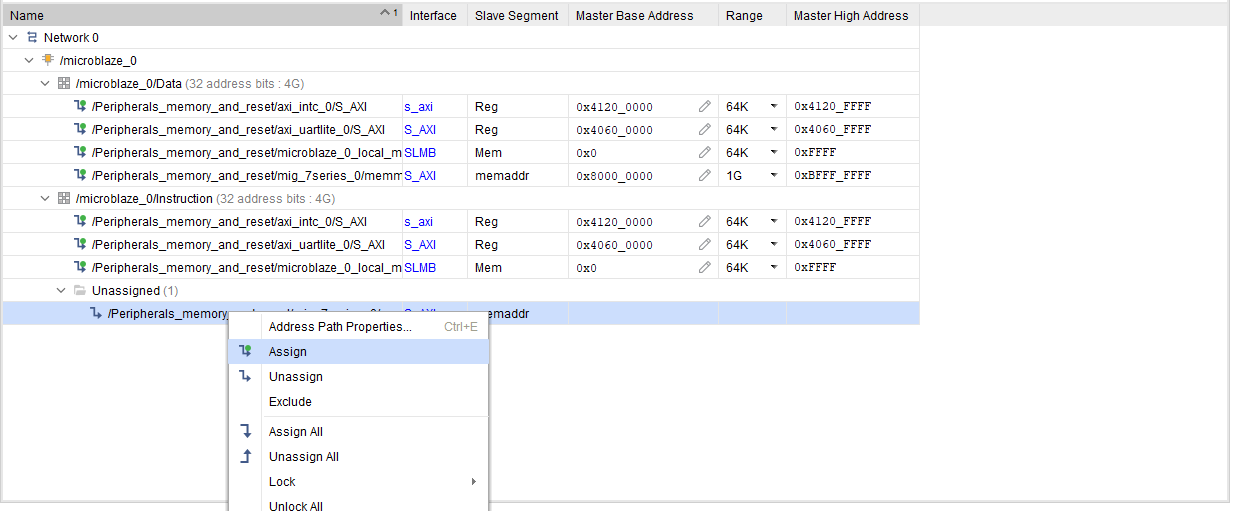 Name 1 Interface Slave Segment Master Base Address Range Master High Address
Network 0
/microblaze_0
/microblaze_0/Data (32 address bits : 4G)
/Peripherals_memory_and_reset/axi_intc_0/S_AXI s_axi Reg 0x4120_0000 64K 0x4120_FFFF
/Peripherals_memory_and_reset/axi_uartlite_0/S_AXI S_AXI Reg 0x4060_0000 64K 0x4060_FFFF
/Peripherals_memory_and_reset/microblaze_0_local_m SLMB Mem 0x0 64K 0xFFFF
/Peripherals_memory_and_reset/mig_7series_0/memm S_AXI memaddr 0x8000_0000 1G 0xBFFF_FFFF
/microblaze_0/Instruction (32 address bits : 4G)
/Peripherals_memory_and_reset/axi_intc_0/S_AXI s_axi Reg 0x4120_0000 64K 0x4120_FFFF
/Peripherals_memory_and_reset/axi_uartlite_0/S_AXI S_AXI Reg 0x4060_0000 64K 0x4060_FFFF
/Peripherals_memory_and_reset/microblaze_0_local_m SLMB Mem 0x0 64K 0xFFFF
Unassigned (1)
/Peripherals_memory emaddr
Address Path Properties... Ctrl+E
Assign
Unassign
Exclude
Assign All
Unassign All
Lock
Unlock All